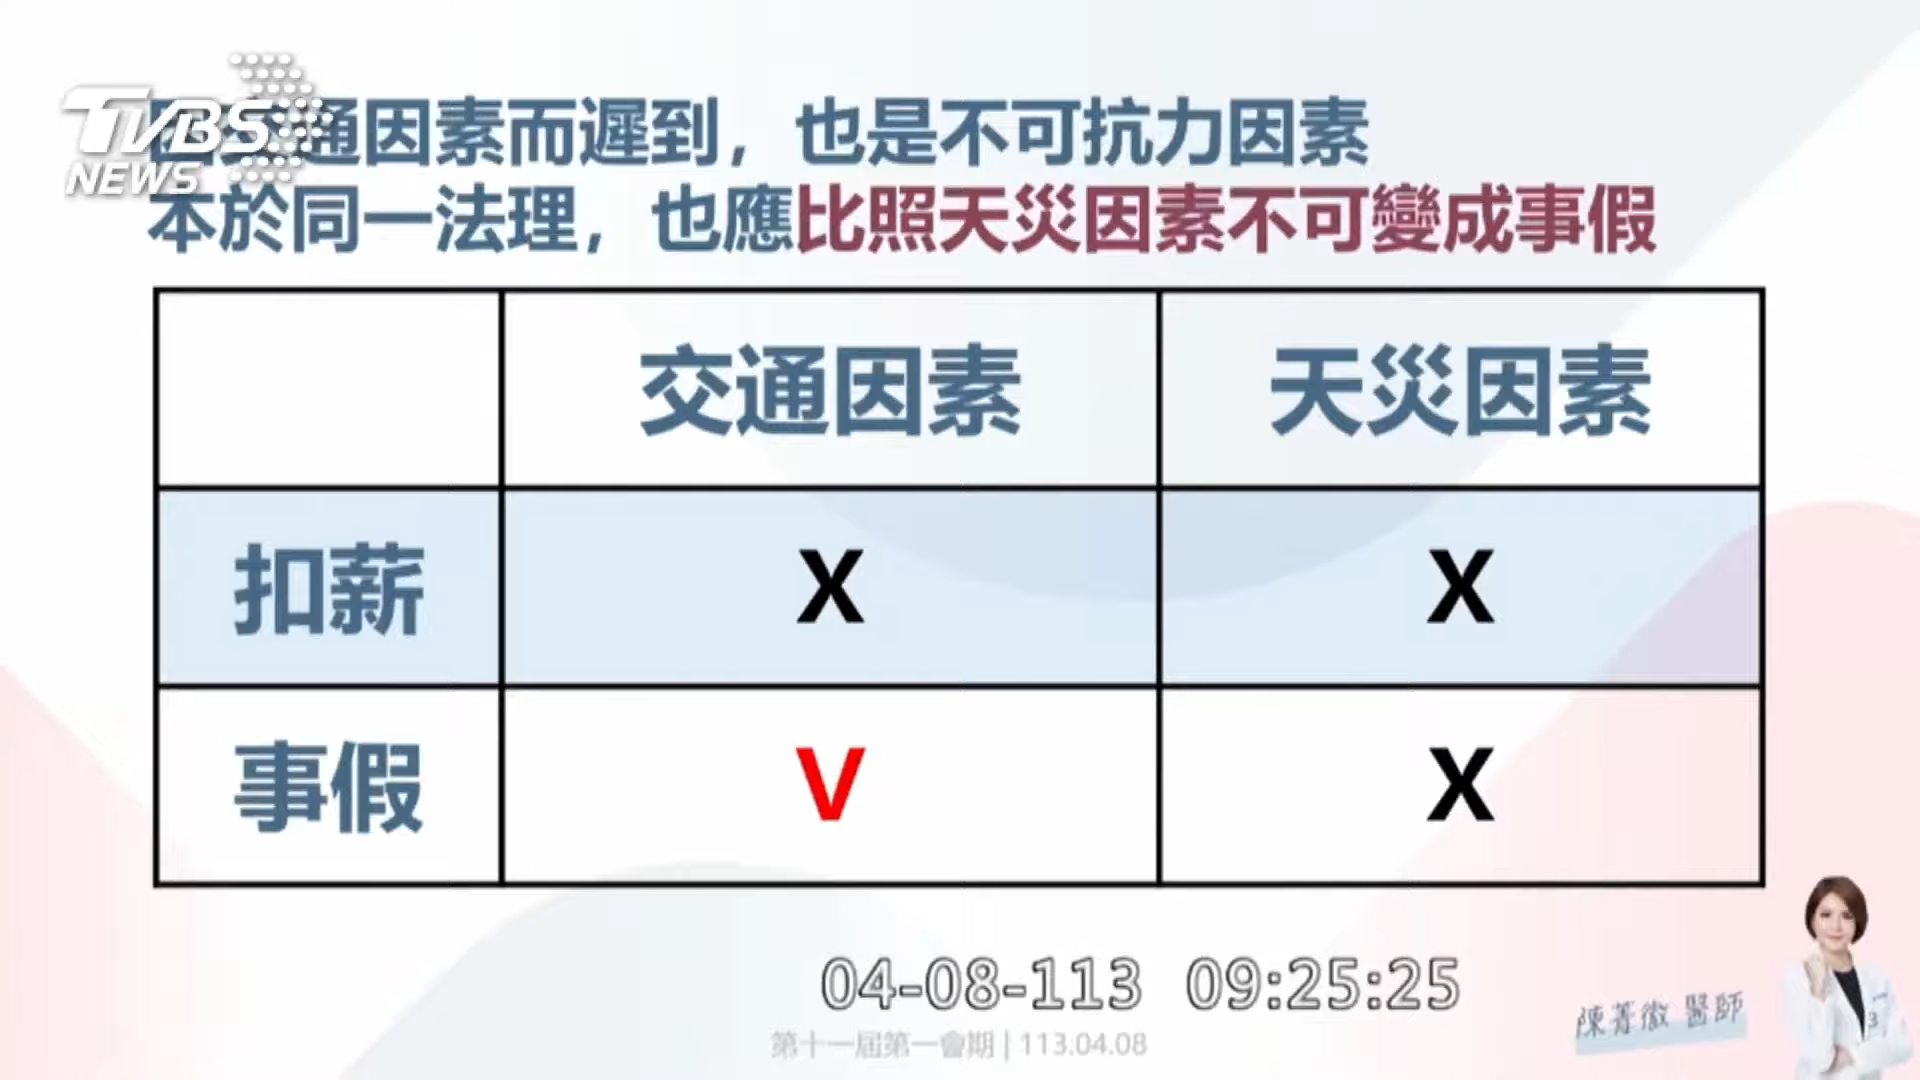 TVBS
NEWS
通因素而遲到，也是不可抗力因素
本於同一法理，也應比照天災因素不可變成事假
交通因素 天災因素
扣薪 X X
事假 V X
04-08-113 09:25:25
第十一屆第一會期 | 113.04.08
陳菁徽 醫師
3